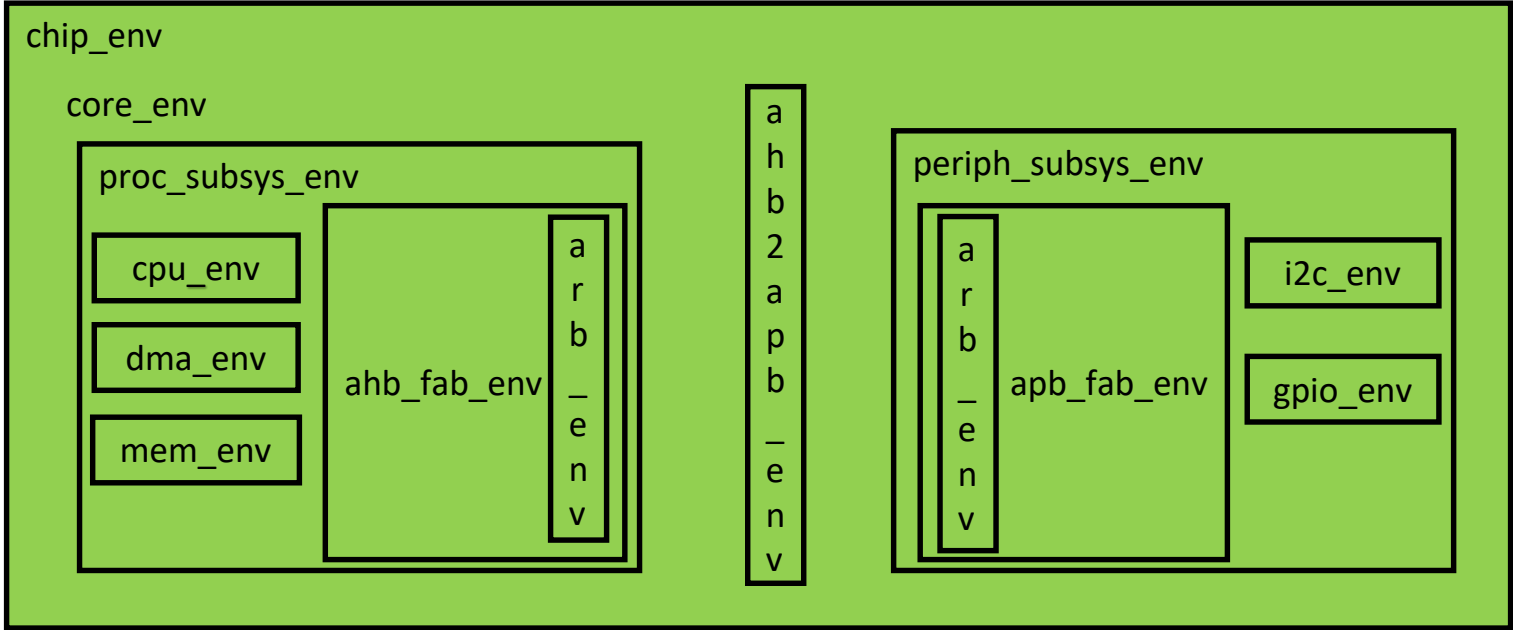 chip_env
core_env
proc_subsys_env
cpu_env
dma_env
mem_env
ahb_fab_env
arb_env
ahb2apb_env
periph_subsys_env
arb_env
apb_fab_env
i2c_env
gpio_env